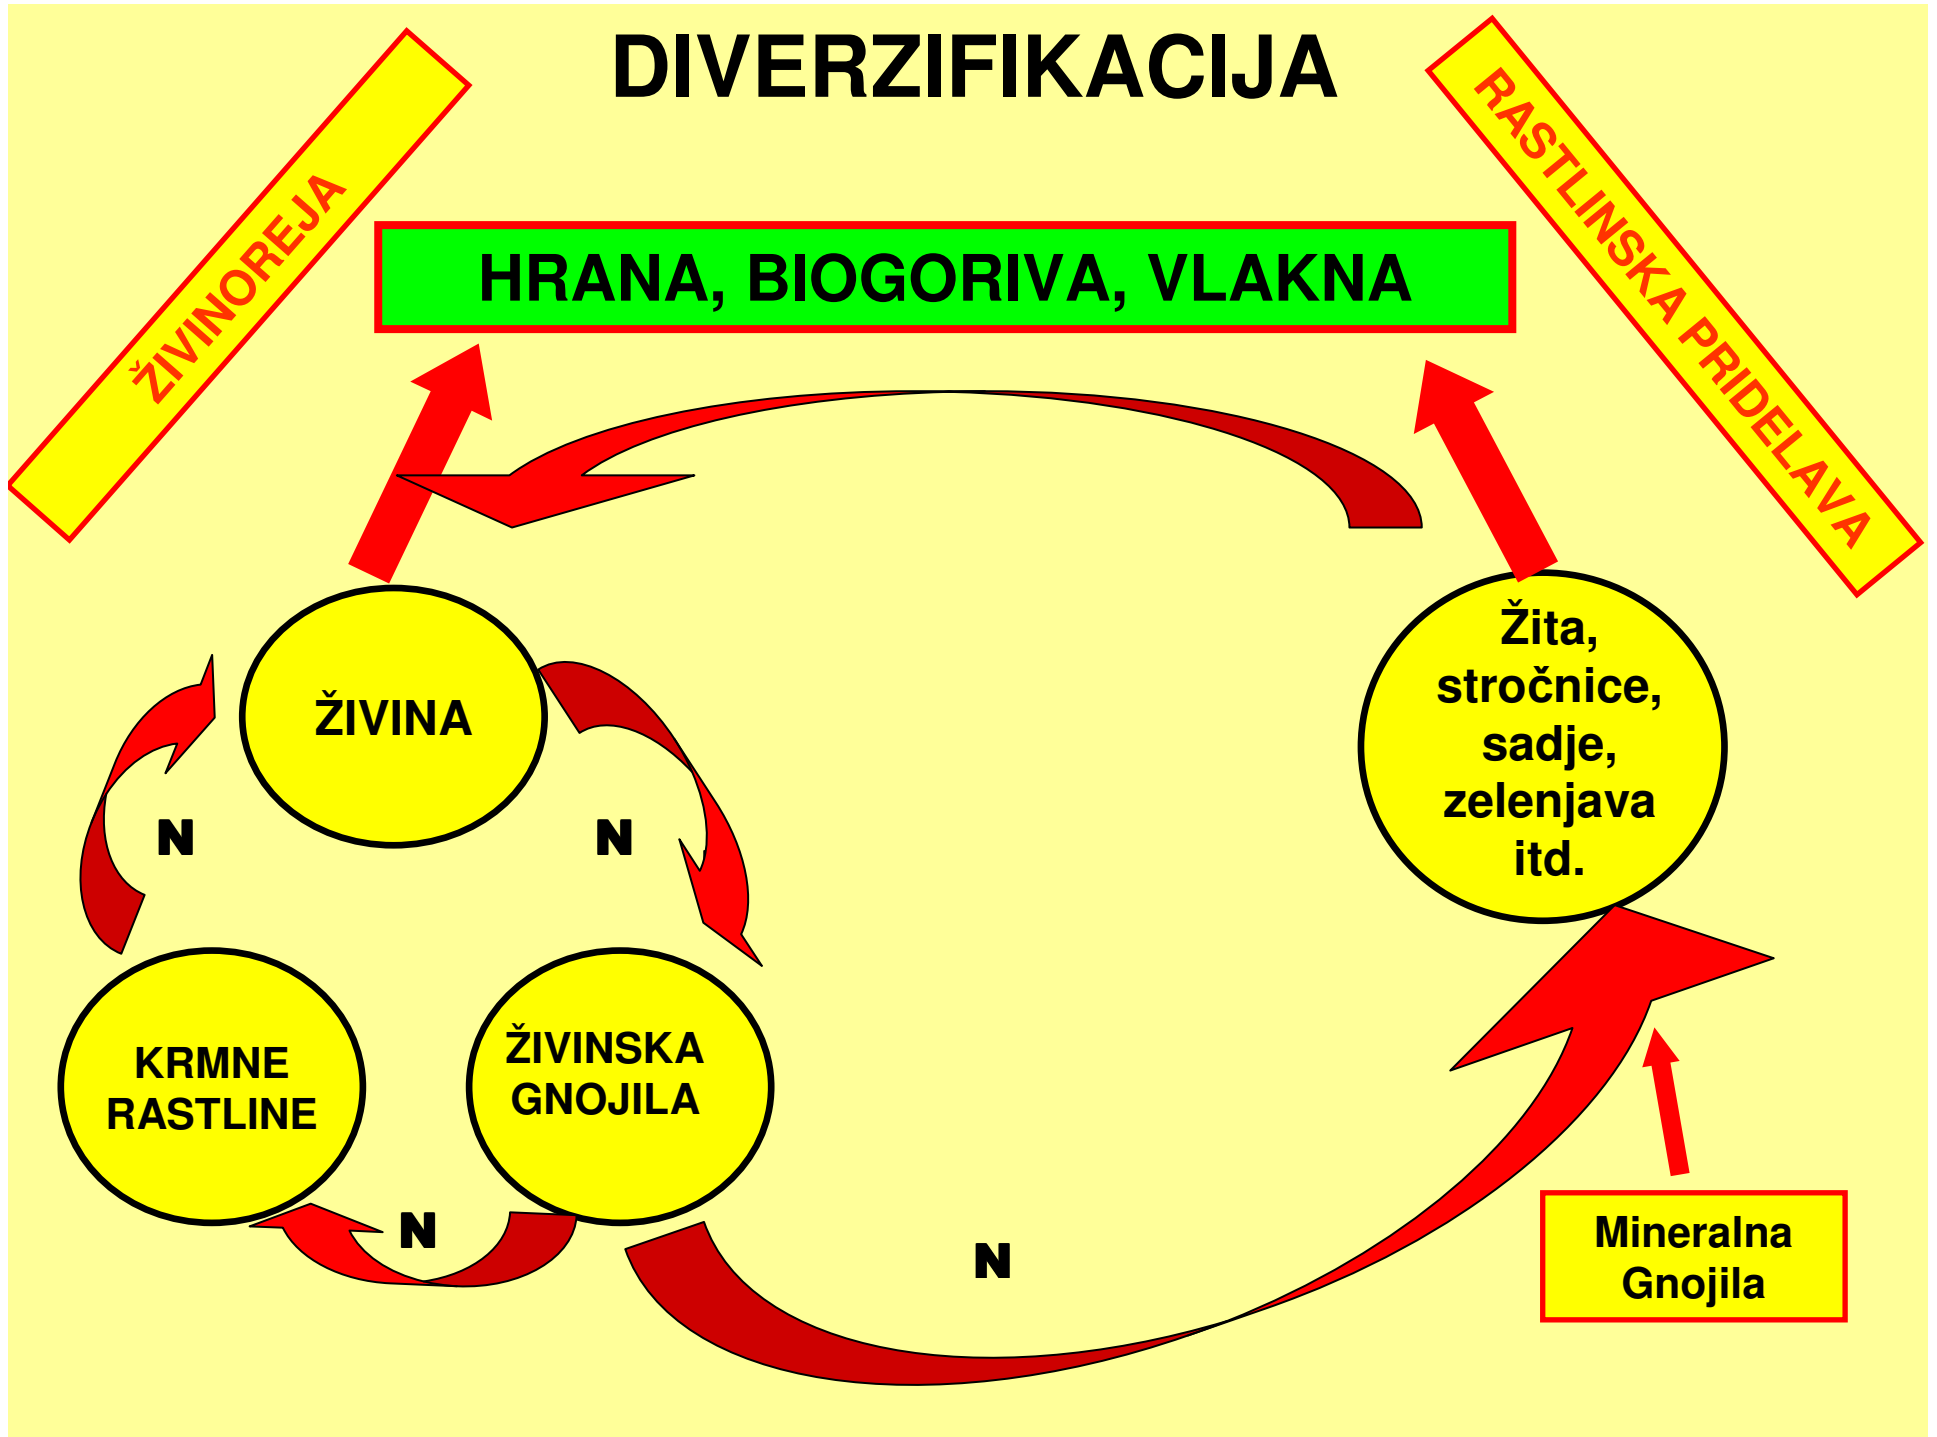 DIVERZIFIKACIJA
ŽIVINOREJA
RASTLINSKA PRIDELAVA
HRANA, BIOGORIVA, VLAKNA
ŽIVINA
Žita,
stročnice,
sadje,
zelenjava
itd.
N
N
KRMNE
RASTLINE
ŽIVINSKA
GNOJILA
N
N
Mineralna
Gnojila